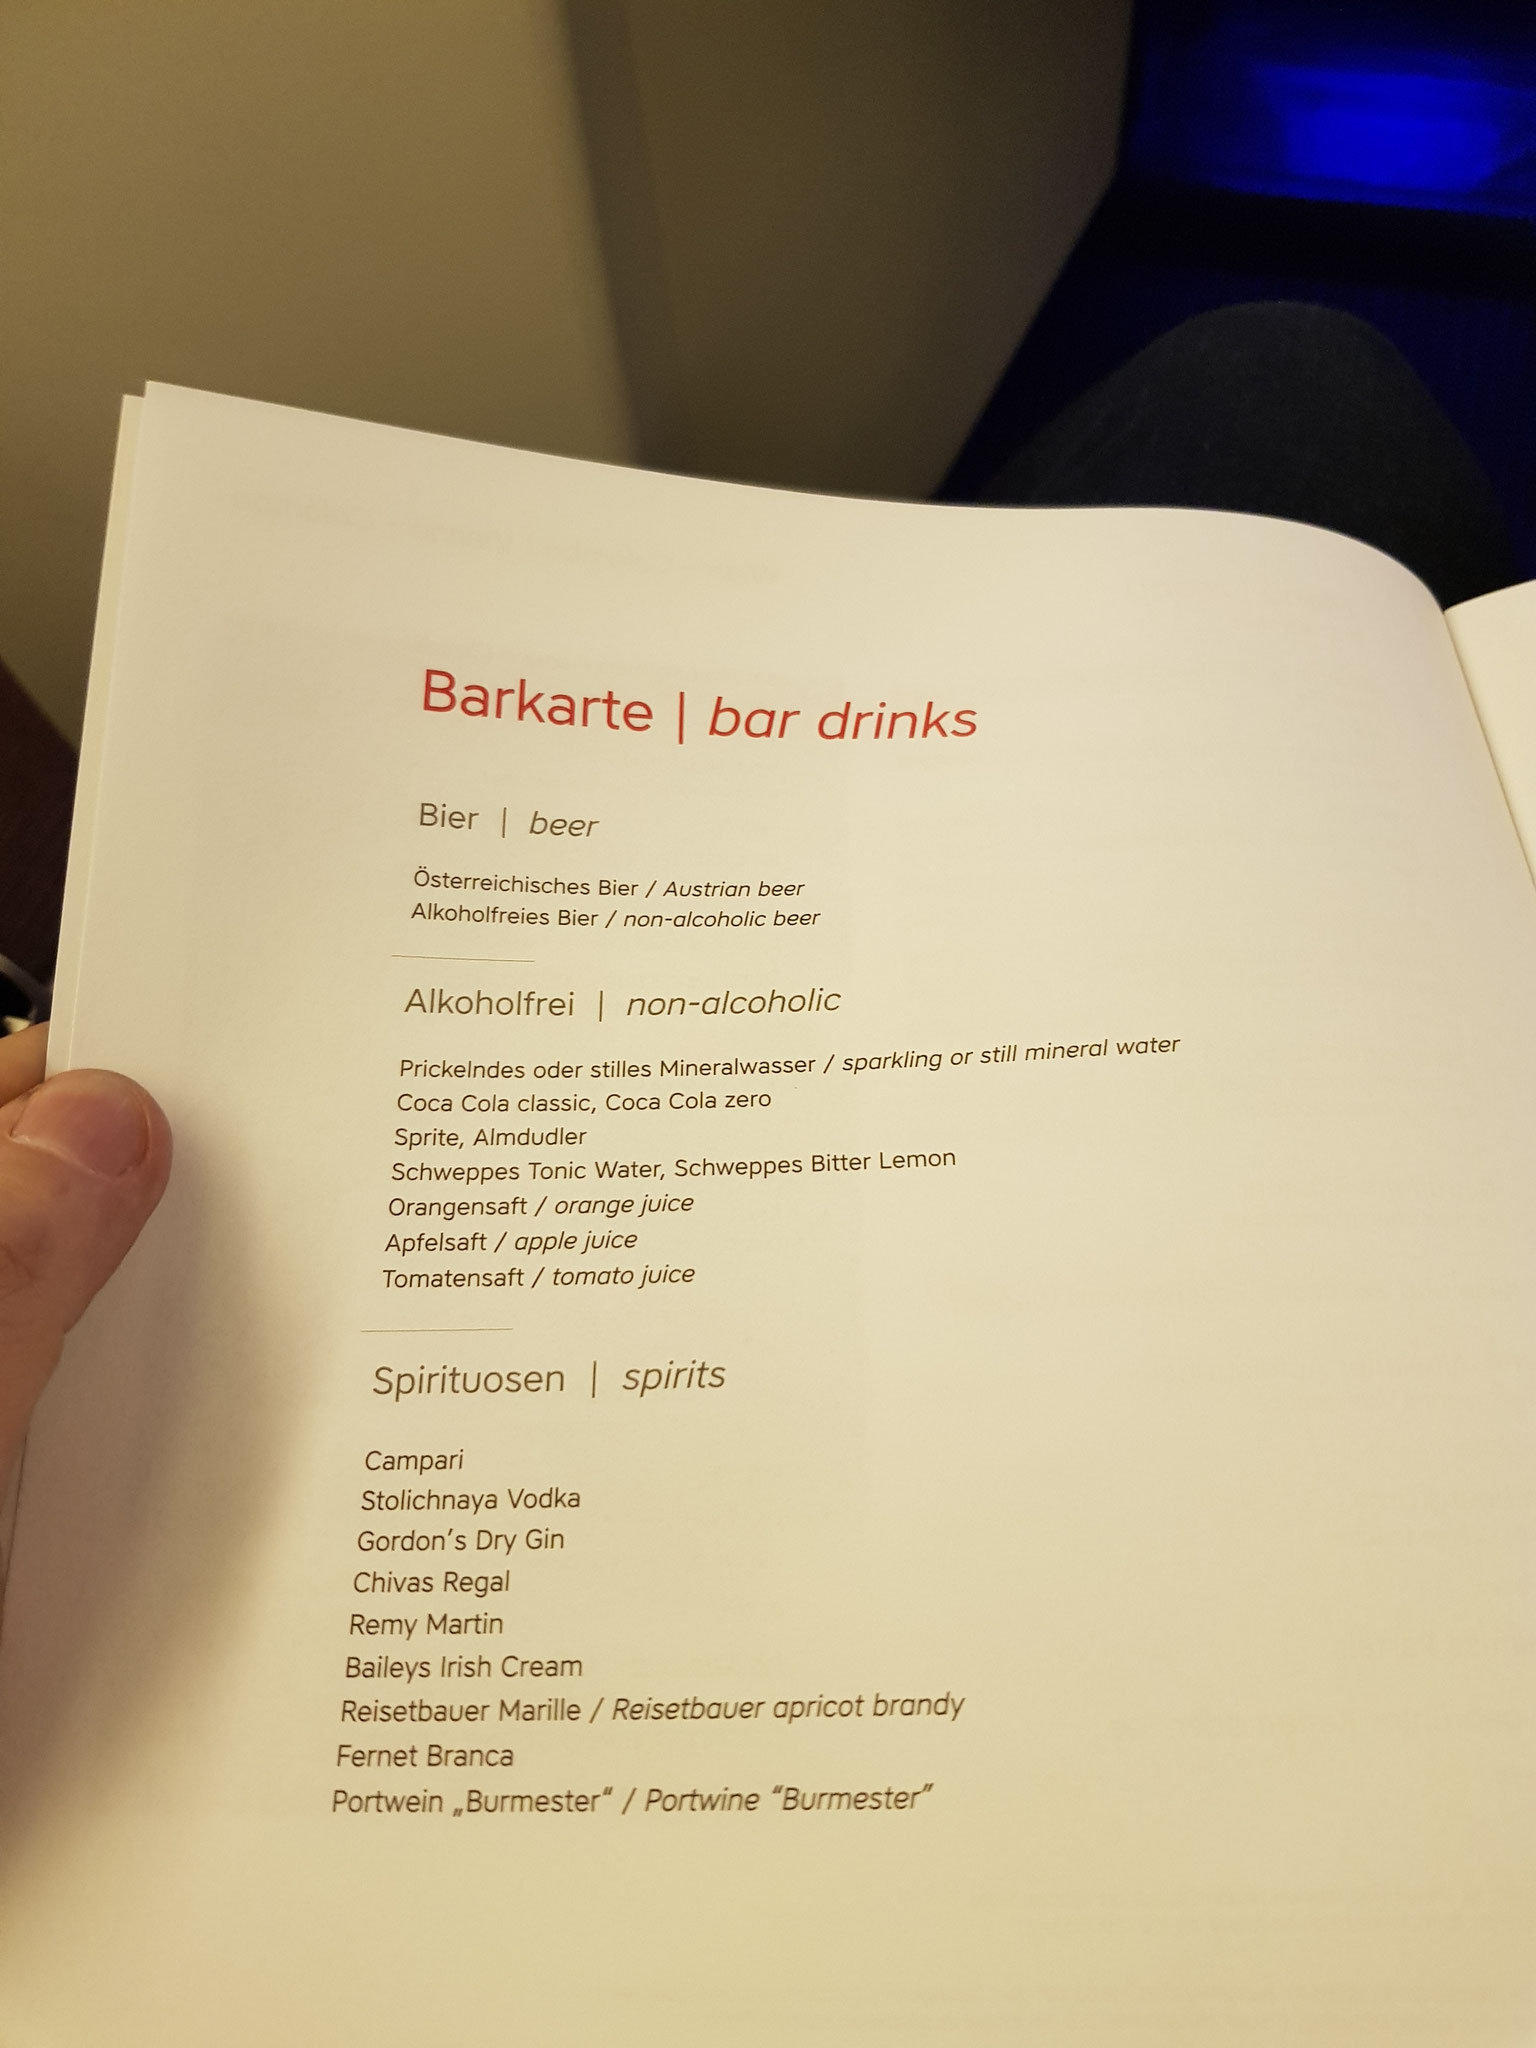 Barkarte | bar drinks
Bier | beer
Österreichisches Bier / Austrian beer
Alkoholfreies Bier / non-alcoholic beer
Alkoholfrei | non-alcoholic
Prickelndes oder stilles Mineralwasser / sparkling or still mineral water
Coca Cola classic, Coca Cola zero
Sprite, Almdudler
Schweppes Tonic Water, Schweppes Bitter Lemon
Orangensaft / orange juice
Apfelsaft / apple juice
Tomatensaft / tomato juice
Spirituosen | spirits
Campari
Stolichnaya Vodka
Gordon's Dry Gin
Chivas Regal
Remy Martin
Baileys Irish Cream
Reisetbauer Marille / Reisetbauer apricot brandy
Fernet Branca
Portwein „Burmester“ / Portwine “Burmester”